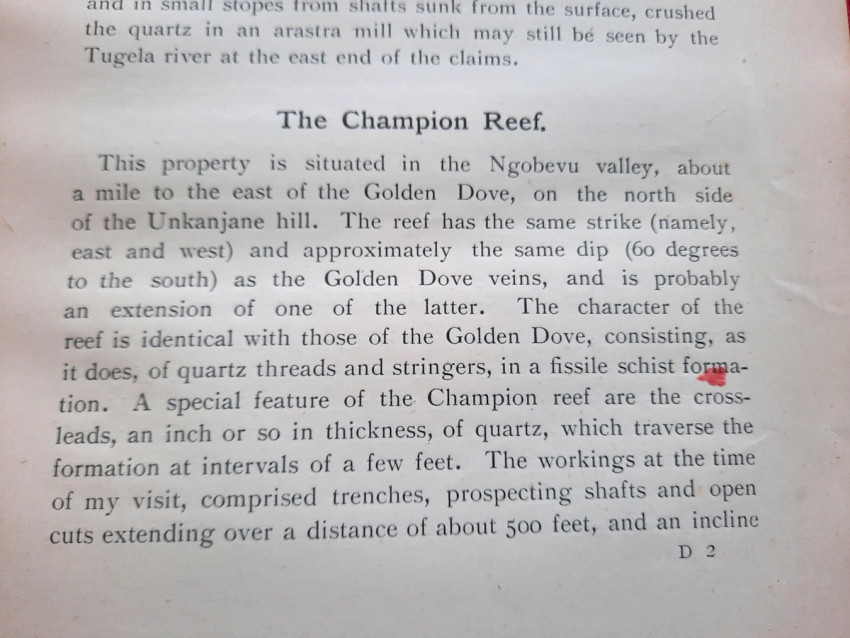 and in small stopes from shafts sunk from the surface, crushed
the quartz in an arastra mill which may still be seen by the
Tugela river at the east end of the claims.
The Champion Reef.
This property is situated in the Ngobevu valley, about
a mile to the east of the Golden Dove, on the north side
of the Unkanjane hill. The reef has the same strike (namely,
east and west) and approximately the same dip (60 degrees
to the south) as the Golden Dove veins, and is probably
an extension of one of the latter. The character of the
reef is identical with those of the Golden Dove, consisting, as
it does, of quartz threads and stringers, in a fissile schist forma-
tion. A special feature of the Champion reef are the cross-
leads, an inch or so in thickness, of quartz, which traverse the
formation at intervals of a few feet. The workings at the time
of my visit, comprised trenches, prospecting shafts and open
cuts extending over a distance of about 500 feet, and an incline
D 2